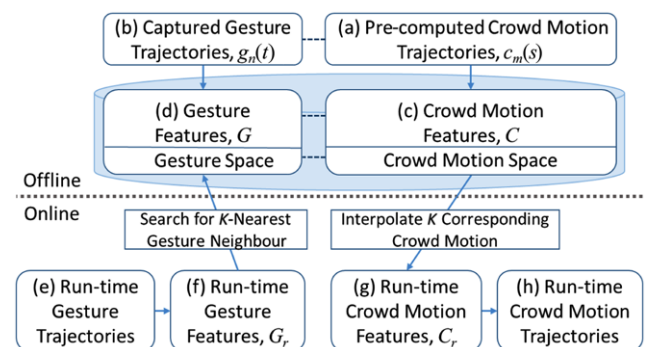 (b) Captured Gesture
Trajectories, gₙ(t)
(a) Pre-computed Crowd Motion
Trajectories, cₘ(s)
(d) Gesture
Features, G
Gesture Space
(c) Crowd Motion
Features, C
Crowd Motion Space
Offline
Online
Search for K-Nearest
Gesture Neighbour
Interpolate K Corresponding
Crowd Motion
(e) Run-time
Gesture
Trajectories
(f) Run-time
Gesture
Features, Gᵣ
(g) Run-time
Crowd Motion
Features, Cᵣ
(h) Run-time
Crowd Motion
Trajectories